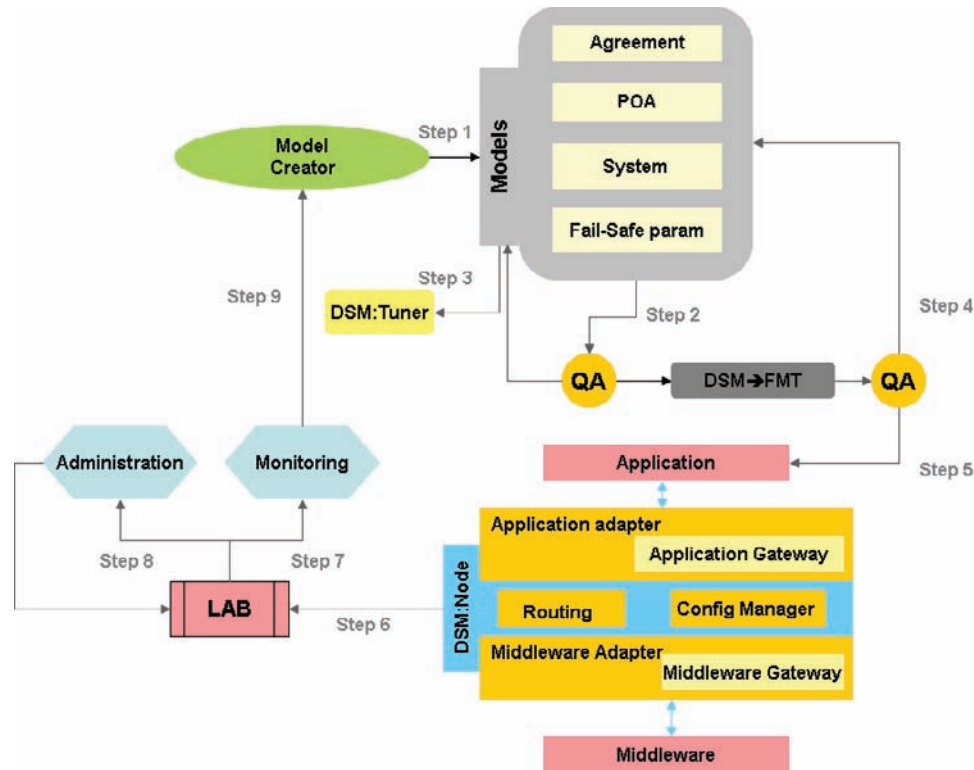 Agreement
POA
System
Fail-Safe param
Models
Step 1
Model
Creator
Step 9
Step 3
DSM:Tuner
Step 2
Step 4
QA
DSM➔FMT
QA
Step 5
Administration
Monitoring
Step 8
Step 7
LAB
Step 6
Application
DSM:Node
Application adapter
Application Gateway
Routing
Config Manager
Middleware Adapter
Middleware Gateway
Middleware